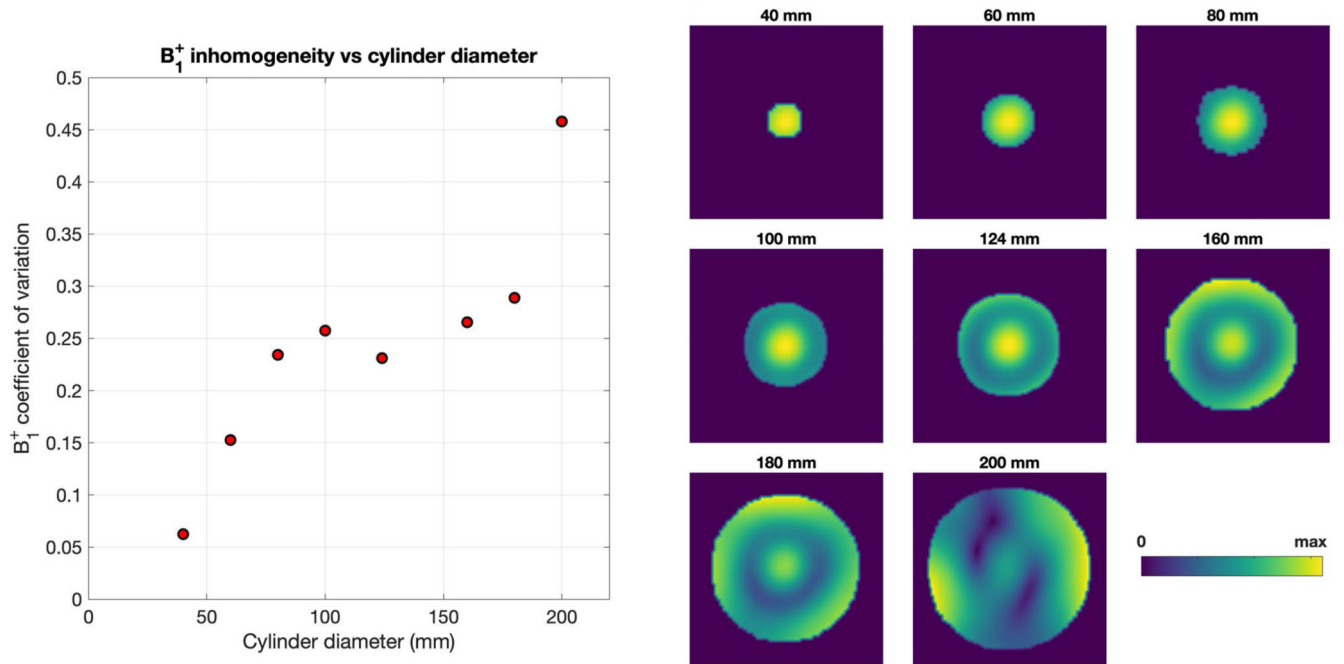 B₁⁺ inhomogeneity vs cylinder diameter
0.5
0.45
0.4
0.35
0.3
0.25
0.2
0.15
0.1
0.05
0
B₁⁺ coefficient of variation
0 50 100 150 200
Cylinder diameter (mm)
40 mm 60 mm 80 mm
100 mm 124 mm 160 mm
180 mm 200 mm
0 max